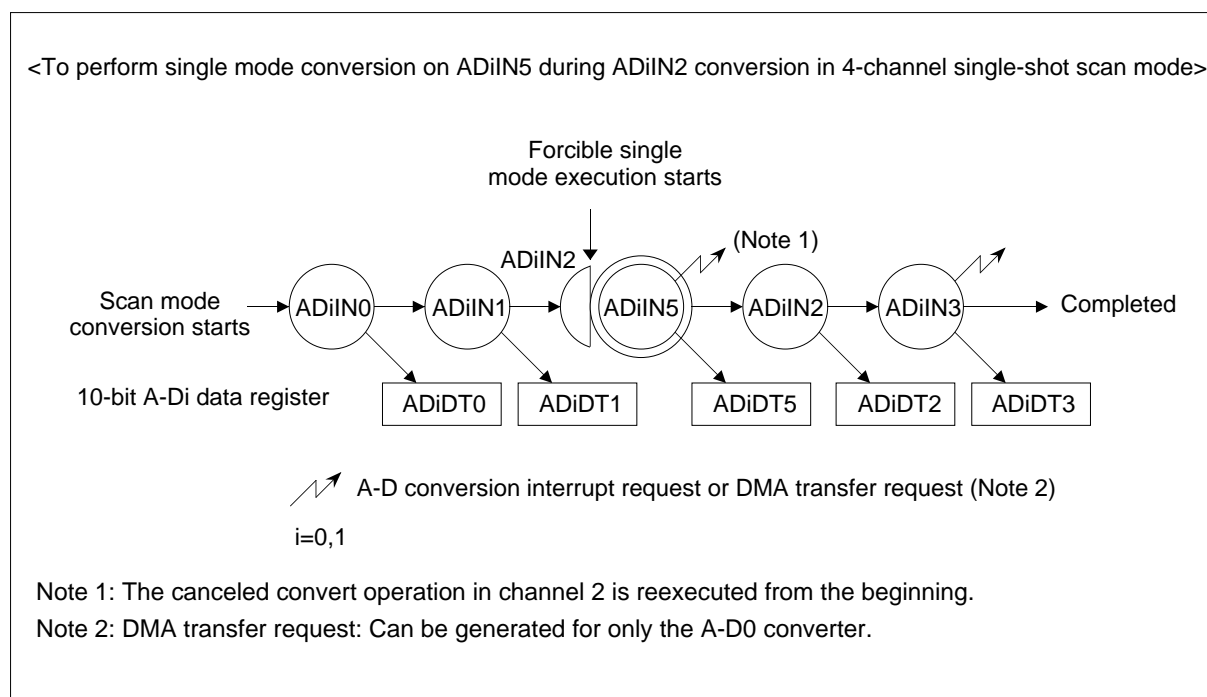 <To perform single mode conversion on ADiIN5 during ADiIN2 conversion in 4-channel single-shot scan mode>
Forcible single
mode execution starts
(Note 1)
ADiIN2
Scan mode
conversion starts
ADiIN0
ADiIN1
ADiIN5
ADiIN2
ADiIN3
Completed
10-bit A-Di data register
ADiDT0
ADiDT1
ADiDT5
ADiDT2
ADiDT3
A-D conversion interrupt request or DMA transfer request (Note 2)
i=0,1
Note 1: The canceled convert operation in channel 2 is reexecuted from the beginning.
Note 2: DMA transfer request: Can be generated for only the A-D0 converter.